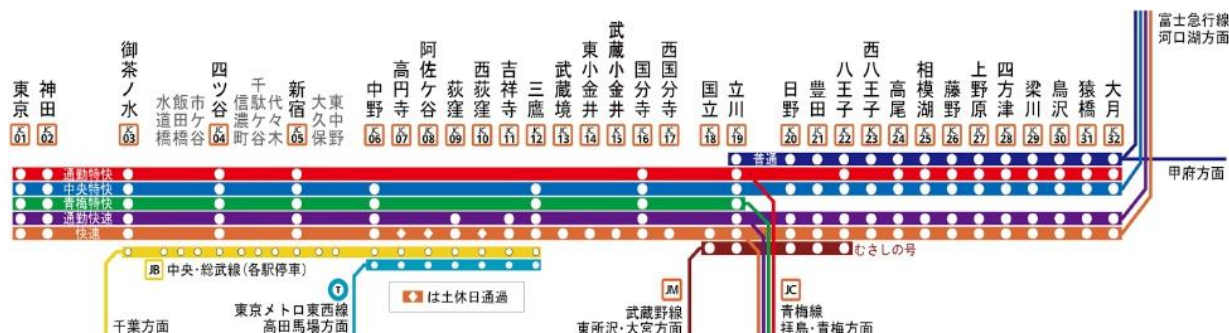 富士急行線
河口湖方面
東京
神田
御茶ノ水
水道橋
飯田橋
市ケ谷
四ツ谷
信濃町
千駄ケ谷
代々木
新宿
大久保
東中野
中野
高円寺
阿佐ケ谷
荻窪
西荻窪
吉祥寺
三鷹
武蔵境
東小金井
武蔵小金井
国分寺
西国分寺
国立
立川
日野
豊田
八王子
西八王子
高尾
相模湖
藤野
上野原
四方津
梁川
鳥沢
猿橋
大月
JC 01
JC 02
JC 03
JC 04
JC 05
JC 06
JC 07
JC 08
JC 09
JC 10
JC 11
JC 12
JC 13
JC 14
JC 15
JC 16
JC 17
JC 18
JC 19
JC 20
JC 21
JC 22
JC 23
JC 24
JC 25
JC 26
JC 27
JC 28
JC 29
JC 30
JC 31
JC 32
普通
通勤特快
甲府方面
中央特快
青梅特快
通勤快速
快速
むさしの号
JB 中央・総武線(各駅停車)
千葉方面
T
東京メトロ東西線
高田馬場方面
は土休日通過
JM
武蔵野線
東所沢・大宮方面
JC
青梅線
拝島・青梅方面